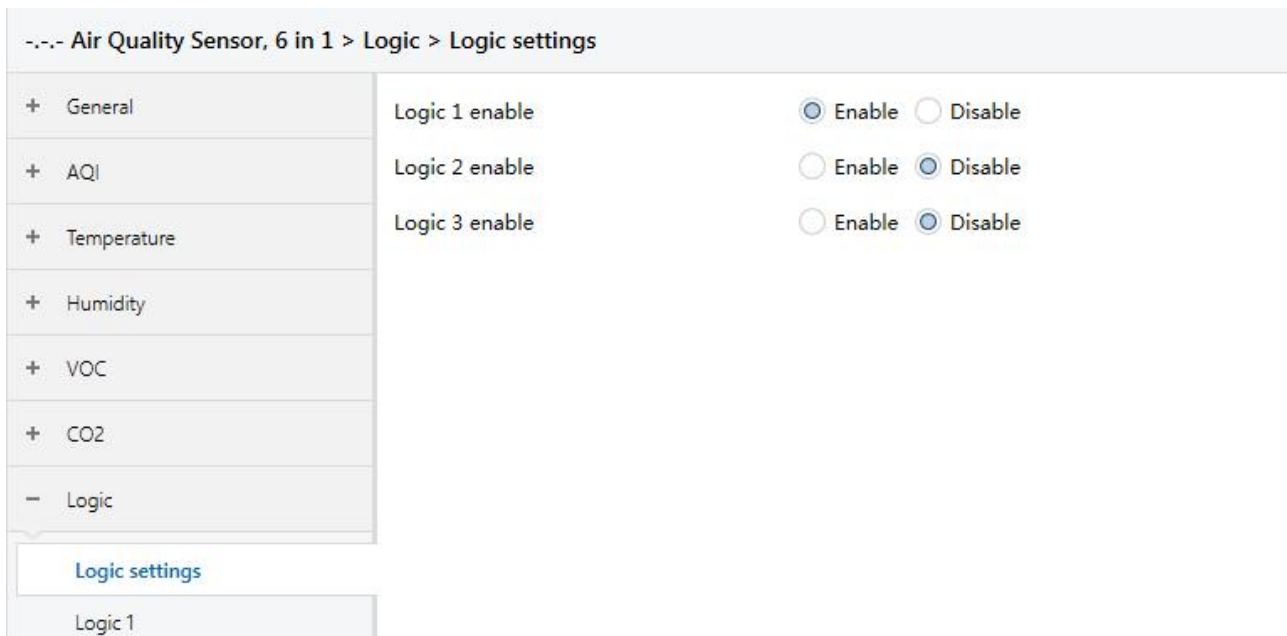 -.-.- Air Quality Sensor, 6 in 1 > Logic > Logic settings
+ General
+ AQI
+ Temperature
+ Humidity
+ VOC
+ CO2
− Logic
Logic settings
Logic 1
Logic 1 enable Enable Disable
Logic 2 enable Enable Disable
Logic 3 enable Enable Disable